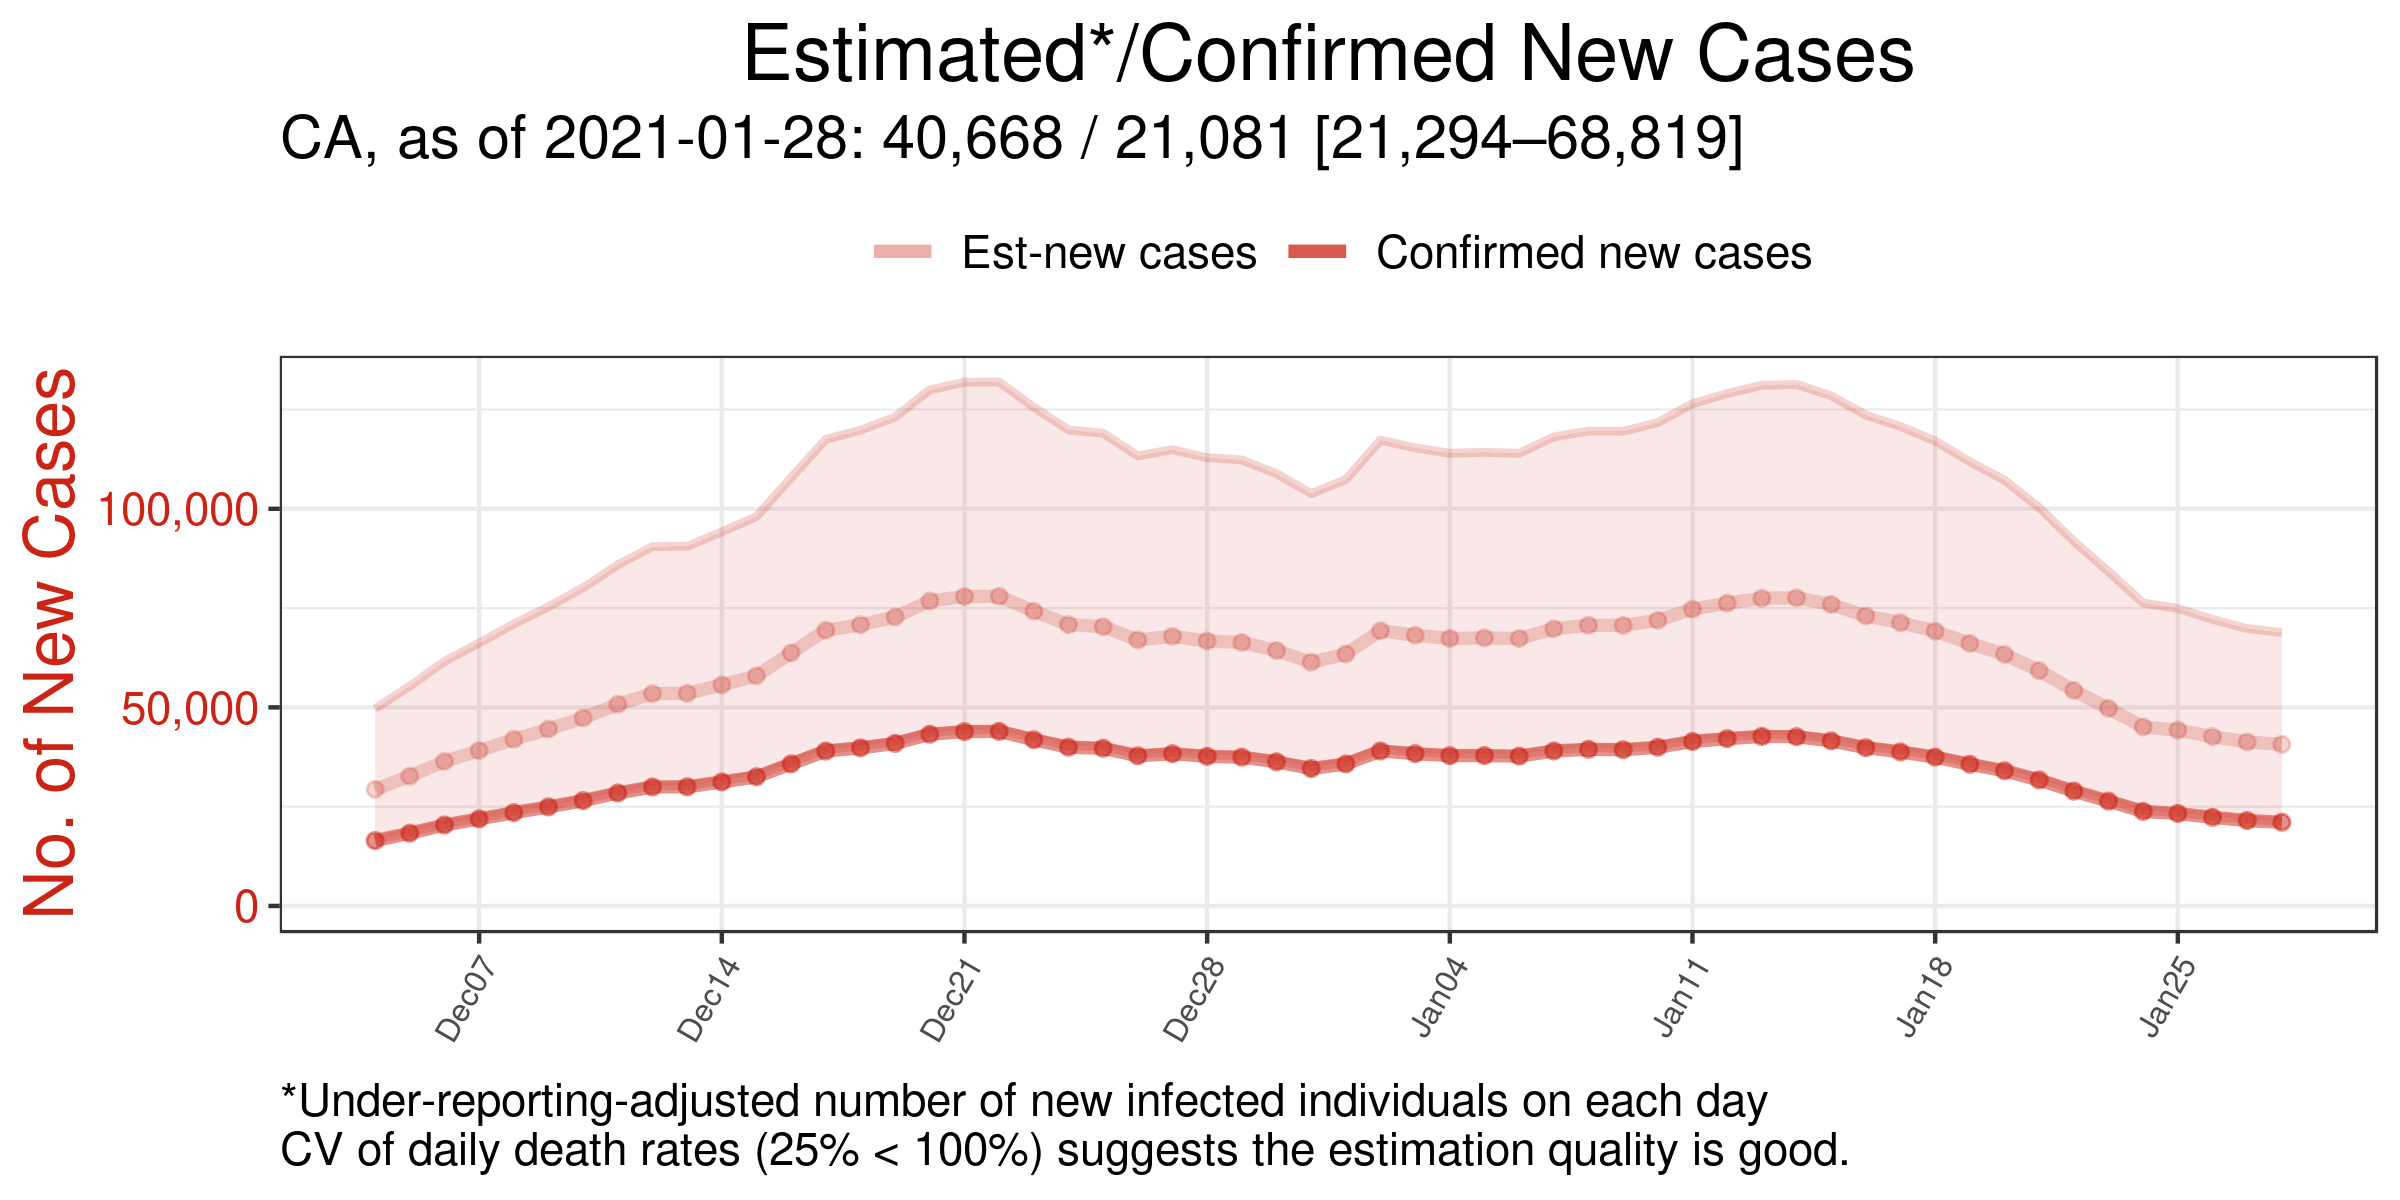 Estimated*/Confirmed New Cases
CA, as of 2021-01-28: 40,668 / 21,081 [21,294–68,819]
Est-new cases
Confirmed new cases
No. of New Cases
100,000
50,000
0
Dec07
Dec14
Dec21
Dec28
Jan04
Jan11
Jan18
Jan25
*Under-reporting-adjusted number of new infected individuals on each day
CV of daily death rates (25% < 100%) suggests the estimation quality is good.